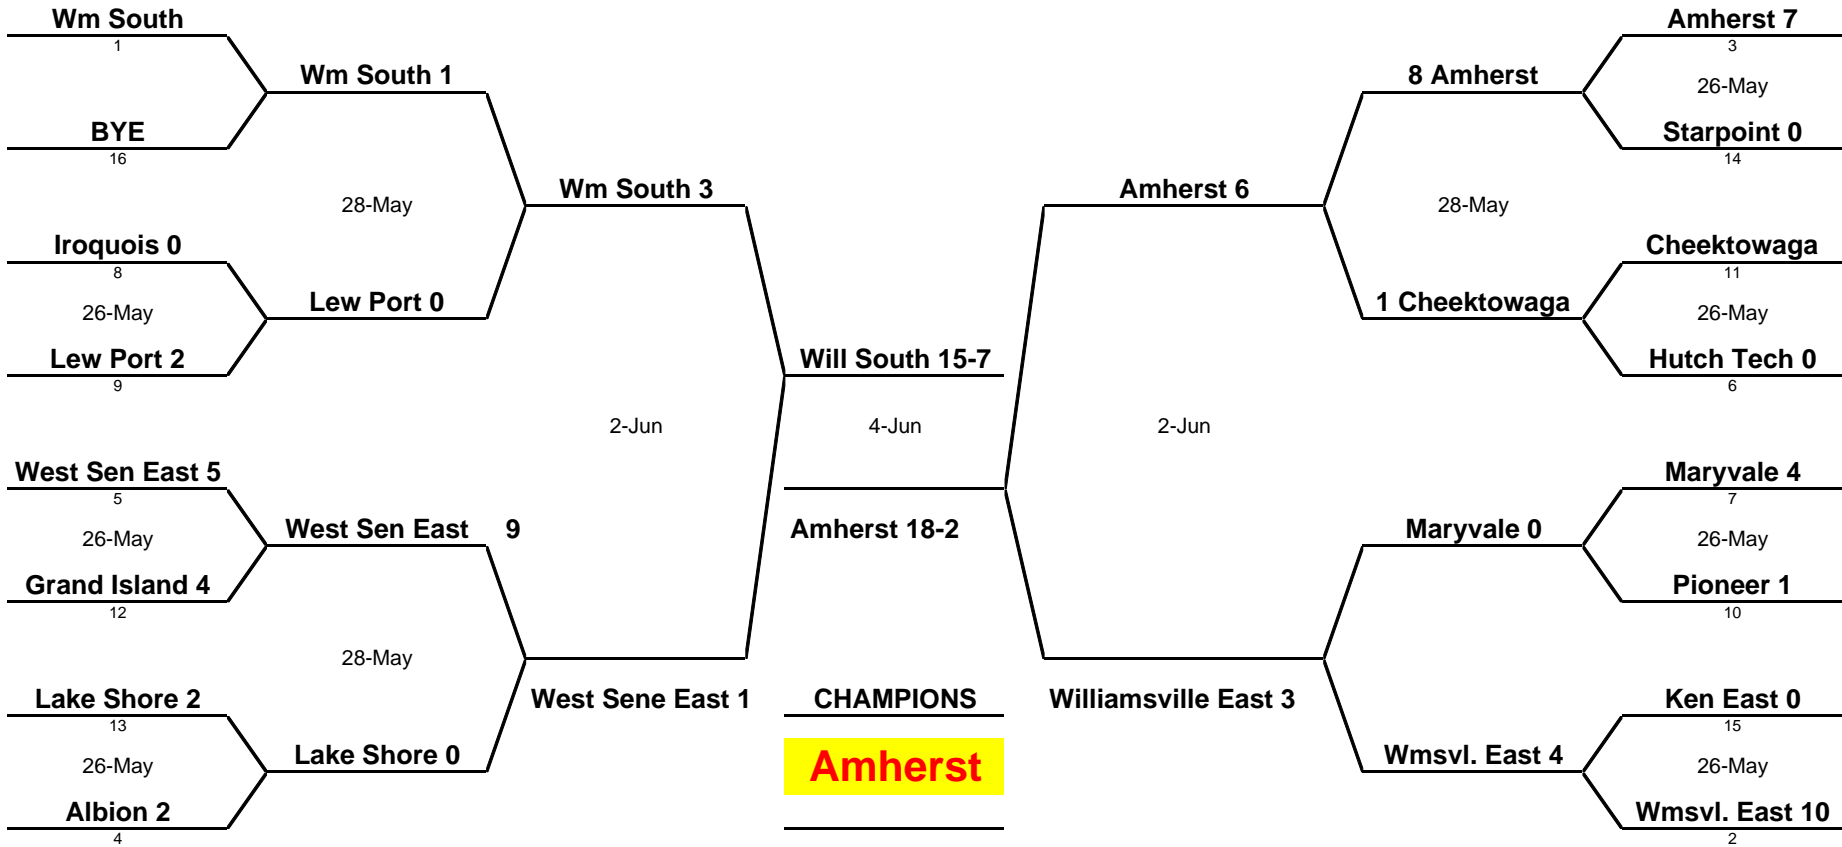 Wm South
1
Wm South 1
BYE
16
28-May
Wm South 3
Iroquois 0
8
26-May
Lew Port 0
Lew Port 2
9
2-Jun
West Sen East 5
5
26-May
West Sen East 9
Grand Island 4
12
28-May
West Sene East 1
Lake Shore 2
13
26-May
Lake Shore 0
Albion 2
4
Will South 15-7
4-Jun
Amherst 18-2
CHAMPIONS
Amherst
Amherst 7
3
8 Amherst
26-May
Starpoint 0
14
Amherst 6
28-May
Cheektowaga
11
1 Cheektowaga
26-May
Hutch Tech 0
6
2-Jun
Maryvale 4
7
Maryvale 0
26-May
Pioneer 1
10
Williamsville East 3
Ken East 0
15
Wmsvl. East 4
26-May
Wmsvl. East 10
2